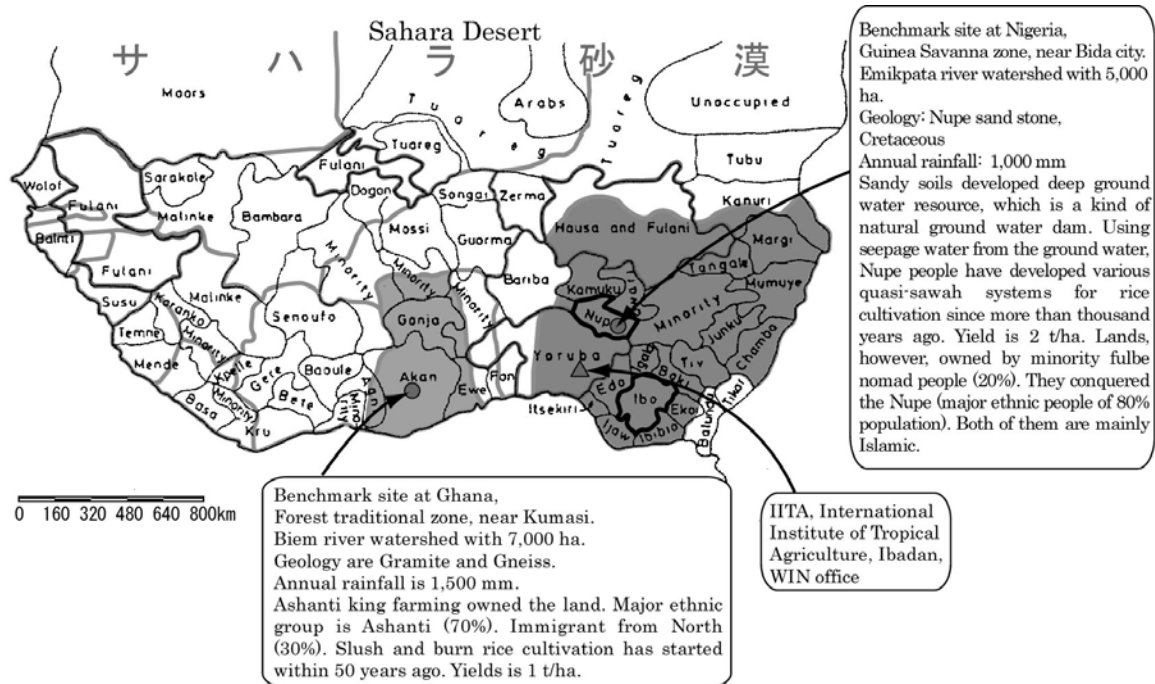 Sahara Desert
サハラ砂漠
Moors
Tuareg
Arabs
Tuareg
Unoccupied
Tuareg
Tubu
Fulani
Dogon
Songai
Zerma
Kanuri
Wolof
Fulani
Sarakole
Malinke
Bambara
Mossi
Guorma
Hausa and Fulani
Margi
Balnti
Fulani
Minority
Minority
Minority
Bariba
Kamuku
Tangale
Mumuye
Nup
Minority
Junku
Chamba
Susu
Karanko
Malinke
Senoufo
Gonja
Temne
Minority
Mende
Kpelle
Gere
Baoule
Akan
Ewe
Fon
Yoruba
Igala
Tiv
Baki
Edo
Ibo
Ekoi
Itsekiri
Ijaw
Ibibio
Balundu
Tikar
Basa
Minority
Bete
Kru
Mino
rity
Benchmark site at Nigeria,
Guinea Savanna zone, near Bida city.
Emikpata river watershed with 5,000
ha.
Geology: Nupe sand stone,
Cretaceous
Annual rainfall: 1,000 mm
Sandy soils developed deep ground
water resource, which is a kind of
natural ground water dam. Using
seepage water from the ground water,
Nupe people have developed various
quasi-sawah systems for rice
cultivation since more than thousand
years ago. Yield is 2 t/ha. Lands,
however, owned by minority fulbe
nomad people (20%). They conquered
the Nupe (major ethnic people of 80%
population). Both of them are mainly
Islamic.
0 160 320 480 640 800km
Benchmark site at Ghana,
Forest traditional zone, near Kumasi.
Biem river watershed with 7,000 ha.
Geology are Gramite and Gneiss.
Annual rainfall is 1,500 mm.
Ashanti king farming owned the land. Major ethnic
group is Ashanti (70%). Immigrant from North
(30%). Slush and burn rice cultivation has started
within 50 years ago. Yields is 1 t/ha.
IITA, International
Institute of Tropical
Agriculture, Ibadan,
WIN office